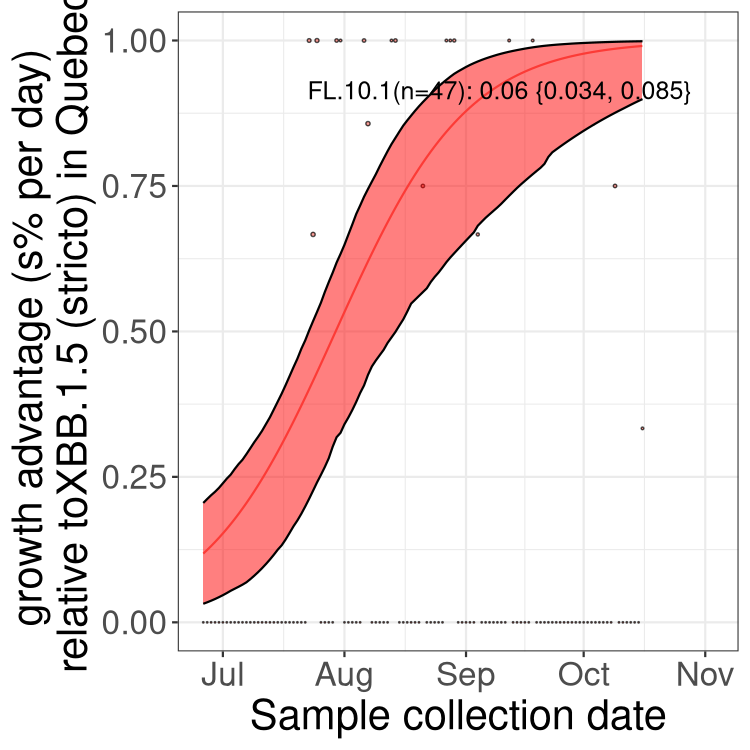 growth advantage (s% per day)
relative toXBB.1.5 (stricto) in Quebec
1.00
0.75
0.50
0.25
0.00
FL.10.1(n=47): 0.06 {0.034, 0.085}
Jul Aug Sep Oct Nov
Sample collection date